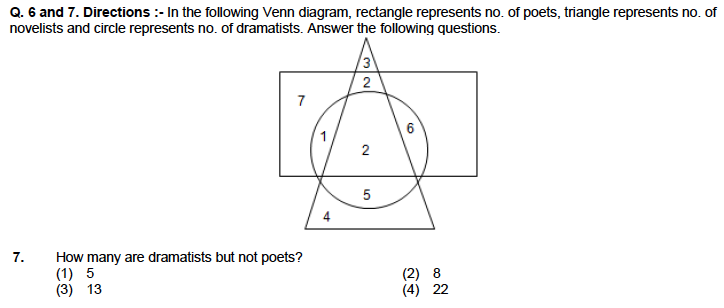 Q. 6 and 7. Directions :- In the following Venn diagram, rectangle represents no. of poets, triangle represents no. of
novelists and circle represents no. of dramatists. Answer the following questions.
3
2
7
6
1
2
5
4
7. How many are dramatists but not poets?
(1) 5 (2) 8
(3) 13 (4) 22